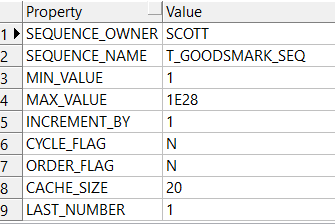 Property Value
1 SEQUENCE_OWNER SCOTT
2 SEQUENCE_NAME T_GOODSMARK_SEQ
3 MIN_VALUE 1
4 MAX_VALUE 1E28
5 INCREMENT_BY 1
6 CYCLE_FLAG N
7 ORDER_FLAG N
8 CACHE_SIZE 20
9 LAST_NUMBER 1